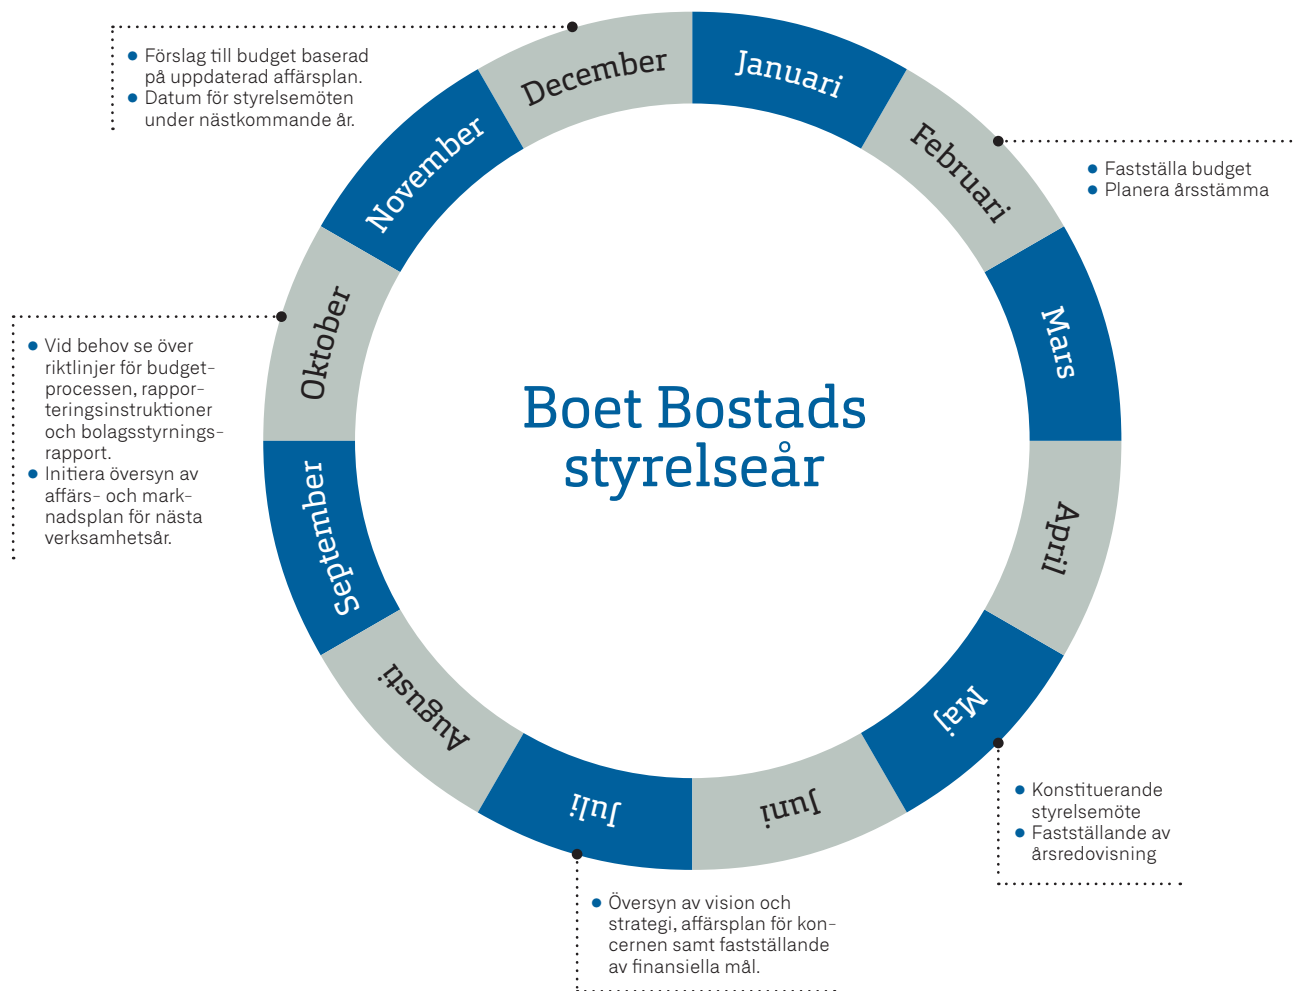 Boet Bostads
styrelseår
Januari
Februari
Mars
April
Maj
Juni
Juli
Augusti
September
Oktober
November
December
Fastställa budget
Planera årsstämma
Konstituerande
styrelsemöte
Fastställande av
årsredovisning
Översyn av vision och
strategi, affärsplan för kon-
cernen samt fastställande
av finansiella mål.
Vid behov se över
riktlinjer för budget-
processen, rappor-
teringsinstruktioner
och bolagsstyrnings-
rapport.
Initiera översyn av
affärs- och mark-
nadsplan för nästa
verksamhetsår.
Förslag till budget baserad
på uppdaterad affärsplan.
Datum för styrelsemöten
under nästkommande år.